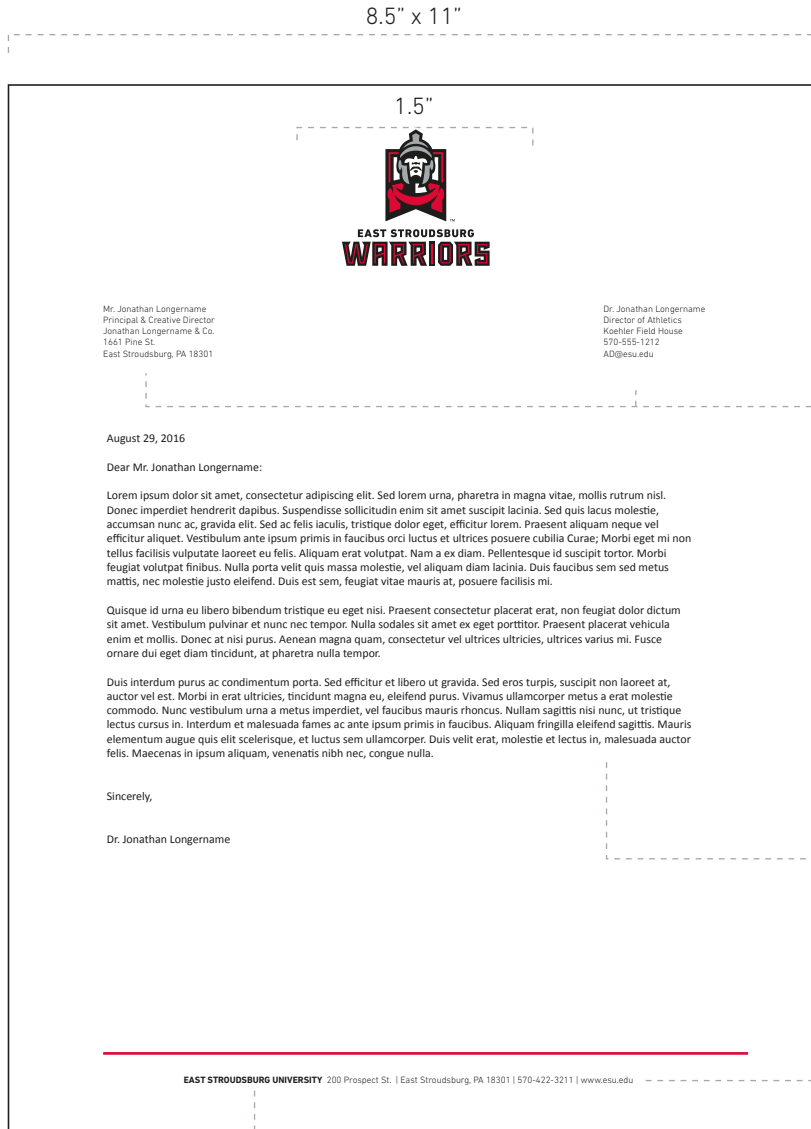 8.5” x 11”
1.5”
™
EAST STROUDSBURG
WARRIORS
Mr. Jonathan Longername
Principal & Creative Director
Jonathan Longername & Co.
1661 Pine St.
East Stroudsburg, PA 18301
Dr. Jonathan Longername
Director of Athletics
Koehler Field House
570-555-1212
AD@esu.edu
August 29, 2016
Dear Mr. Jonathan Longername:
Lorem ipsum dolor sit amet, consectetur adipiscing elit. Sed lorem urna, pharetra in magna vitae, mollis rutrum nisl.
Donec imperdiet hendrerit dapibus. Suspendisse sollicitudin enim sit amet suscipit lacinia. Sed quis lacus molestie,
accumsan nunc ac, gravida elit. Sed ac felis iaculis, tristique dolor eget, efficitur lorem. Praesent aliquam neque vel
efficitur aliquet. Vestibulum ante ipsum primis in faucibus orci luctus et ultrices posuere cubilia Curae; Morbi eget mi non
tellus facilisis vulputate laoreet eu felis. Aliquam erat volutpat. Nam a ex diam. Pellentesque id suscipit tortor. Morbi
feugiat volutpat finibus. Nulla porta velit quis massa molestie, vel aliquam diam lacinia. Duis faucibus sem sed metus
mattis, nec molestie justo eleifend. Duis est sem, feugiat vitae mauris at, posuere facilisis mi.
Quisque id urna eu libero bibendum tristique eu eget nisi. Praesent consectetur placerat erat, non feugiat dolor dictum
sit amet. Vestibulum pulvinar et nunc nec tempor. Nulla sodales sit amet ex eget porttitor. Praesent placerat vehicula
enim et mollis. Donec at nisi purus. Aenean magna quam, consectetur vel ultrices ultricies, ultrices varius mi. Fusce
ornare dui eget diam tincidunt, at pharetra nulla tempor.
Duis interdum purus ac condimentum porta. Sed efficitur et libero ut gravida. Sed eros turpis, suscipit non laoreet at,
auctor vel est. Morbi in erat ultricies, tincidunt magna eu, eleifend purus. Vivamus ullamcorper metus a erat molestie
commodo. Nunc vestibulum urna a metus imperdiet, vel faucibus mauris rhoncus. Nullam sagittis nisi nunc, ut tristique
lectus cursus in. Interdum et malesuada fames ac ante ipsum primis in faucibus. Aliquam fringilla eleifend sagittis. Mauris
elementum augue quis elit scelerisque, et luctus sem ullamcorper. Duis velit erat, molestie et lectus in, malesuada auctor
felis. Maecenas in ipsum aliquam, venenatis nibh nec, congue nulla.
Sincerely,
Dr. Jonathan Longername
EAST STROUDSBURG UNIVERSITY 200 Prospect St. | East Stroudsburg, PA 18301 | 570-422-3211 | www.esu.edu